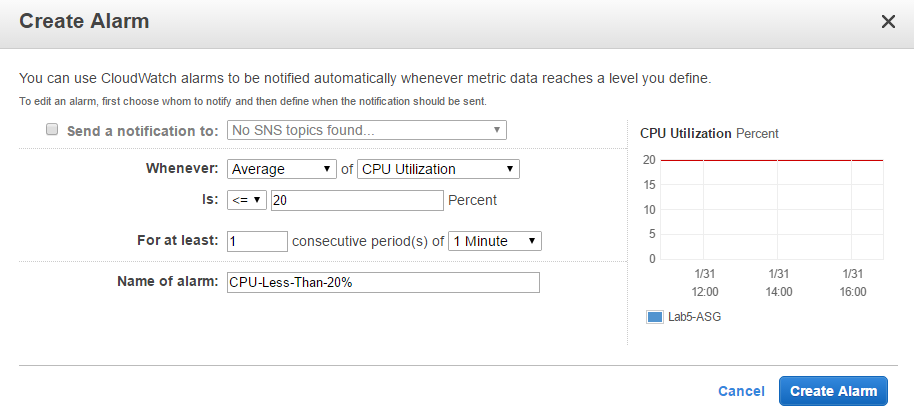 Create Alarm
You can use CloudWatch alarms to be notified automatically whenever metric data reaches a level you define.
To edit an alarm, first choose whom to notify and then define when the notification should be sent.
Send a notification to: No SNS topics found...
Whenever: Average of CPU Utilization
Is: <= 20 Percent
For at least: 1 consecutive period(s) of 1 Minute
Name of alarm: CPU-Less-Than-20%
CPU Utilization Percent
20
15
10
5
0
1/31 1/31 1/31
12:00 14:00 16:00
Lab5-ASG
Cancel Create Alarm